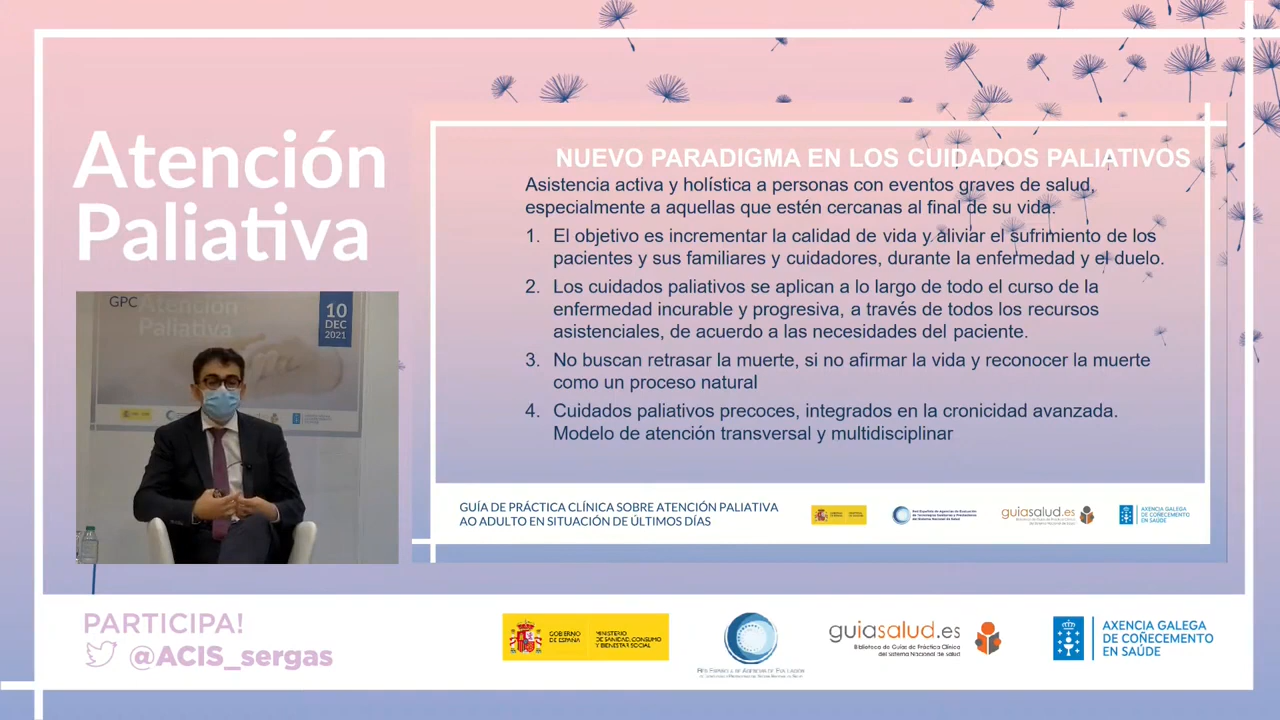 Atención
Paliativa
GPC
Atención
Paliativa
10
DEC
2021
NUEVO PARADIGMA EN LOS CUIDADOS PALIATIVOS
Asistencia activa y holística a personas con eventos graves de salud,
especialmente a aquellas que estén cercanas al final de su vida.
1. El objetivo es incrementar la calidad de vida y aliviar el sufrimiento de los
pacientes y sus familiares y cuidadores, durante la enfermedad y el duelo.
2. Los cuidados paliativos se aplican a lo largo de todo el curso de la
enfermedad incurable y progresiva, a través de todos los recursos
asistenciales, de acuerdo a las necesidades del paciente.
3. No buscan retrasar la muerte, si no afirmar la vida y reconocer la muerte
como un proceso natural
4. Cuidados paliativos precoces, integrados en la cronicidad avanzada.
Modelo de atención transversal y multidisciplinar
GUÍA DE PRÁCTICA CLÍNICA SOBRE ATENCIÓN PALIATIVA
AO ADULTO EN SITUACIÓN DE ÚLTIMOS DÍAS
guiasalud.es
AXENCIA GALEGA
DE COÑECEMENTO
EN SAÚDE
PARTICIPA!
@ACIS_sergas
GOBIERNO
DE ESPAÑA
MINISTERIO
DE SANIDAD, CONSUMO
Y BIENESTAR SOCIAL
guiasalud.es
Biblioteca de Guías de Práctica Clínica
del Sistema Nacional de Salud
AXENCIA GALEGA
DE COÑECEMENTO
EN SAÚDE